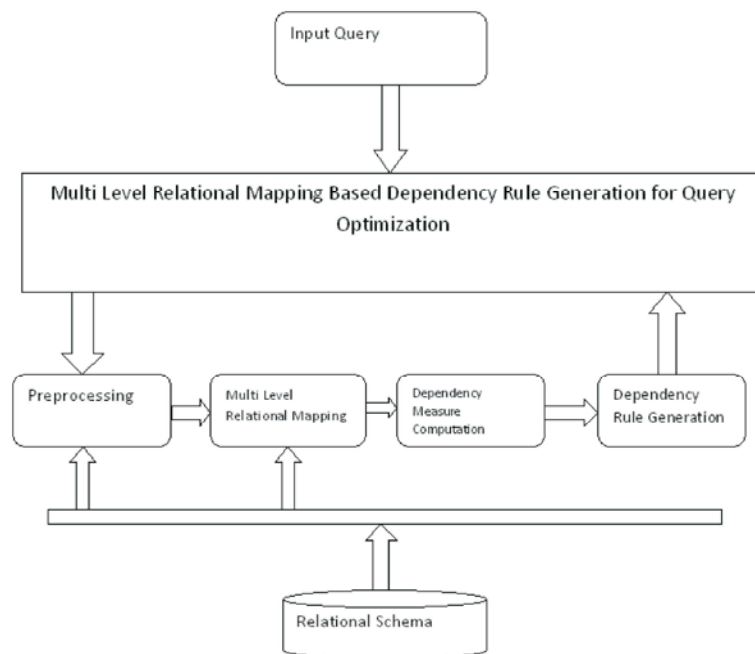 Input Query
Multi Level Relational Mapping Based Dependency Rule Generation for Query
Optimization
Preprocessing
Multi Level
Relational Mapping
Dependency
Measure
Computation
Dependency
Rule Generation
Relational Schema